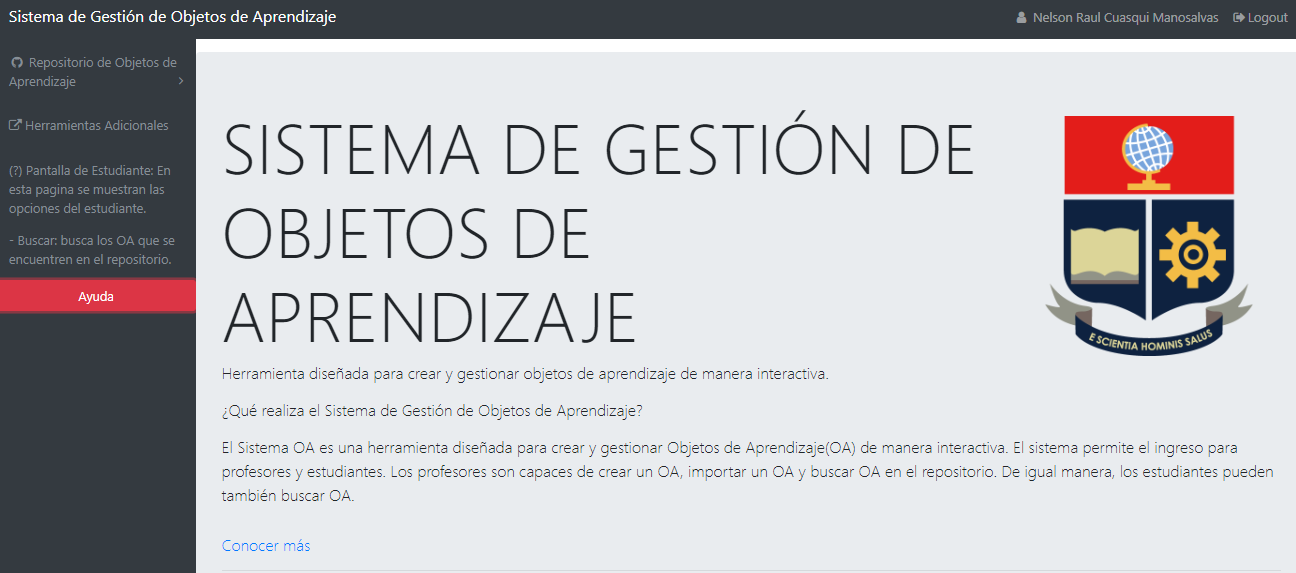 Sistema de Gestión de Objetos de Aprendizaje
Nelson Raul Cuasqui Manosalvas
Logout
Repositorio de Objetos de
Aprendizaje
Herramientas Adicionales
(?) Pantalla de Estudiante: En
esta pagina se muestran las
opciones del estudiante.
- Buscar: busca los OA que se
encuentren en el repositorio.
Ayuda
SISTEMA DE GESTIÓN DE
OBJETOS DE
APRENDIZAJE
E SCIENTIA HOMINIS SALUS
Herramienta diseñada para crear y gestionar objetos de aprendizaje de manera interactiva.
¿Qué realiza el Sistema de Gestión de Objetos de Aprendizaje?
El Sistema OA es una herramienta diseñada para crear y gestionar Objetos de Aprendizaje(OA) de manera interactiva. El sistema permite el ingreso para
profesores y estudiantes. Los profesores son capaces de crear un OA, importar un OA y buscar OA en el repositorio. De igual manera, los estudiantes pueden
también buscar OA.
Conocer más